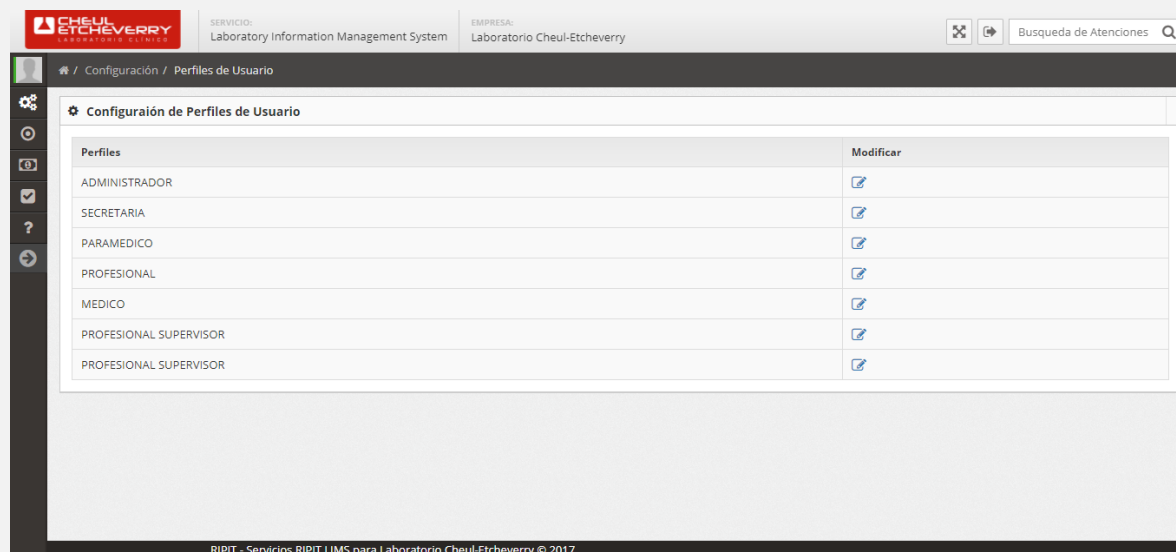 CHEUL
ETCHEVERRY
LABORATORIO CLÍNICO
SERVICIO:
Laboratory Information Management System
EMPRESA:
Laboratorio Cheul-Etcheverry
Busqueda de Atenciones
/ Configuración / Perfiles de Usuario
Configuraión de Perfiles de Usuario
Perfiles Modificar
ADMINISTRADOR
SECRETARIA
PARAMEDICO
PROFESIONAL
MEDICO
PROFESIONAL SUPERVISOR
PROFESIONAL SUPERVISOR
RIPIT - Servicios RIPIT LIMS para Laboratorio Cheul-Etcheverry © 2017